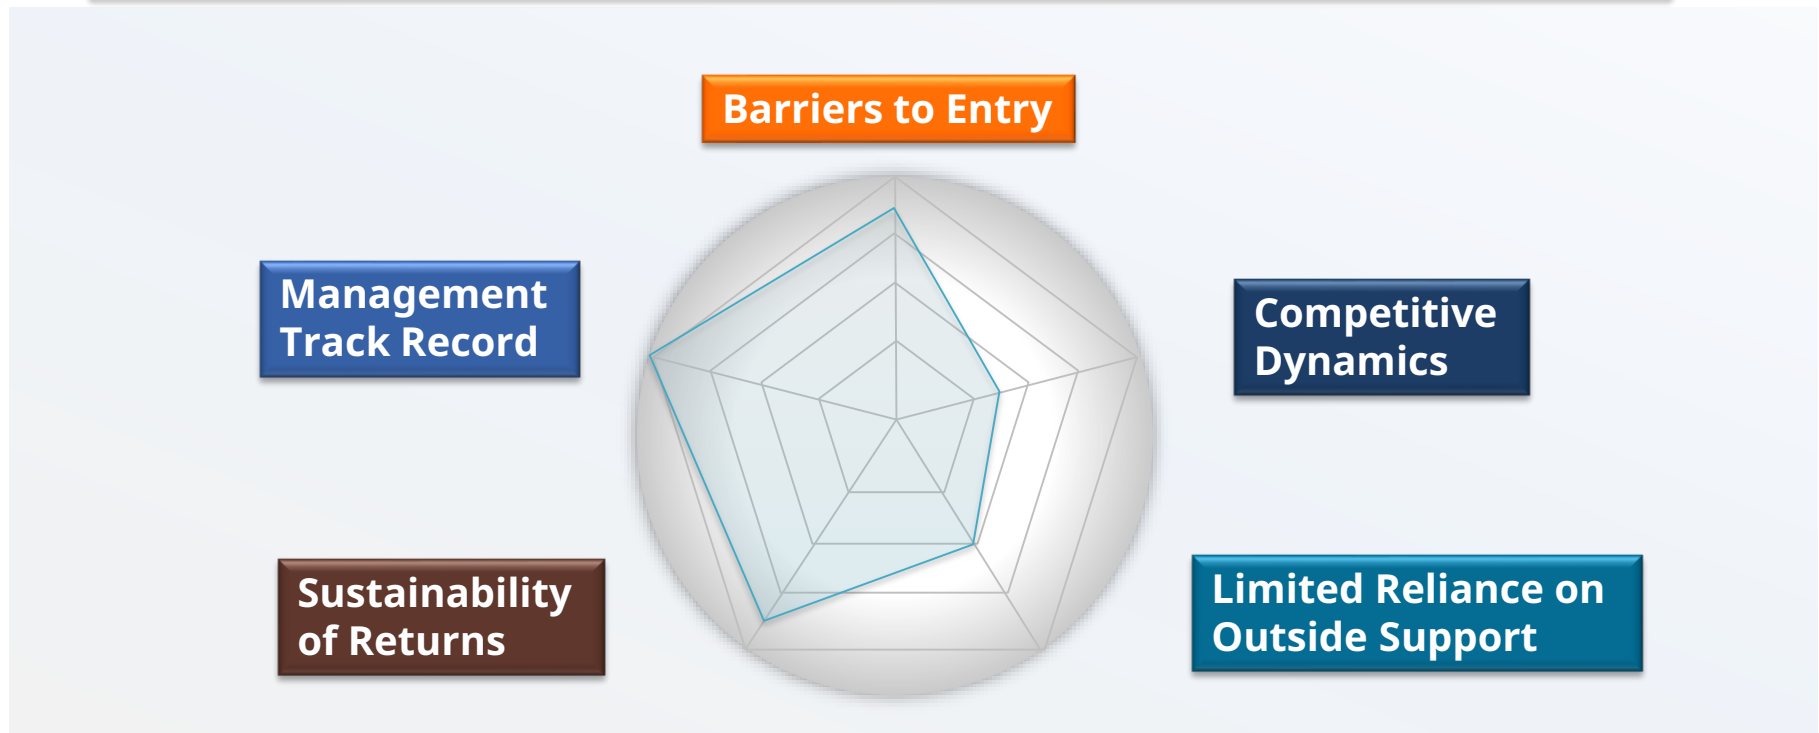 Barriers to Entry
Management
Track Record
Competitive
Dynamics
Sustainability
of Returns
Limited Reliance on
Outside Support